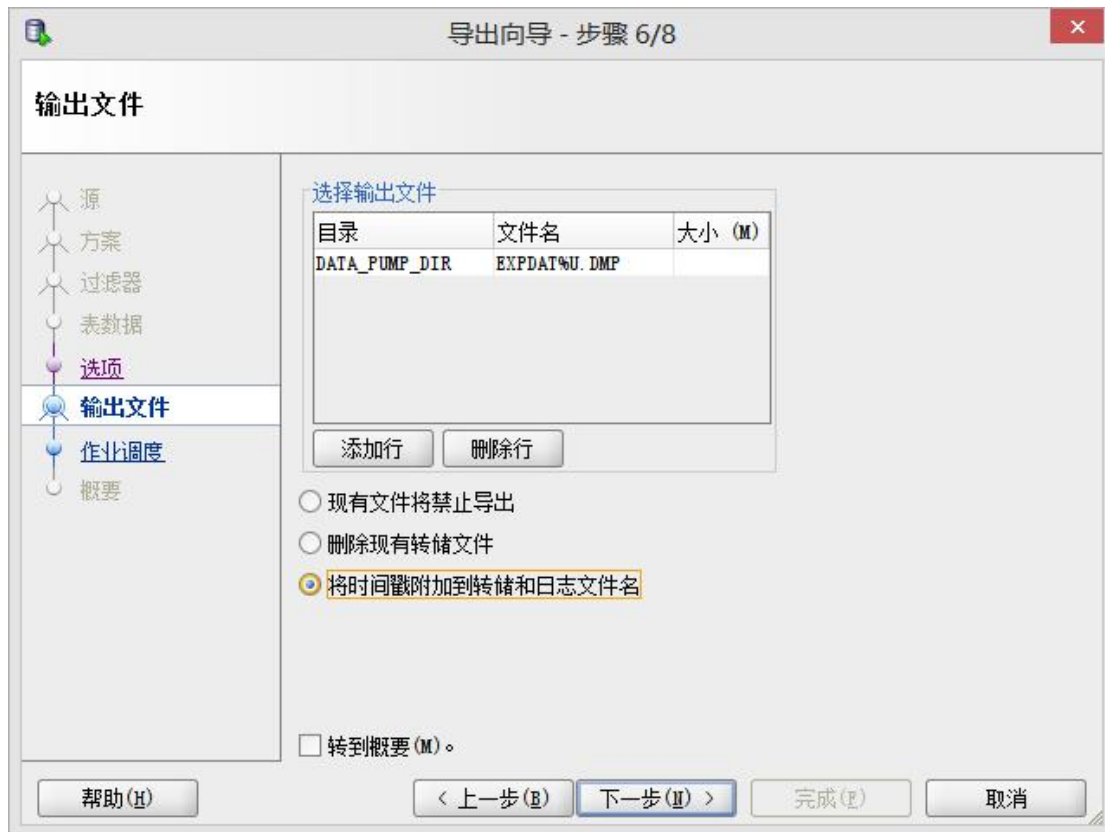 导出向导 - 步骤 6/8
输出文件
源
方案
过滤器
表数据
选项
输出文件
作业调度
概要
选择输出文件
目录 文件名 大小 (M)
DATA_PUMP_DIR EXPDAT%U.DMP
添加行 删除行
现有文件将禁止导出
删除现有转储文件
将时间戳附加到转储和日志文件名
转到概要(M)。
帮助(H) < 上一步(B) 下一步(N) > 完成(F) 取消